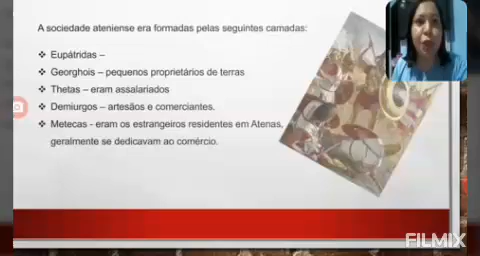 A sociedade ateniense era formadas pelas seguintes camadas:
Eupátridas –
Georghois – pequenos proprietários de terras
Thetas – eram assalariados
Demiurgos – artesãos e comerciantes.
Metecas - eram os estrangeiros residentes em Atenas,
geralmente se dedicavam ao comércio.
FILMIX